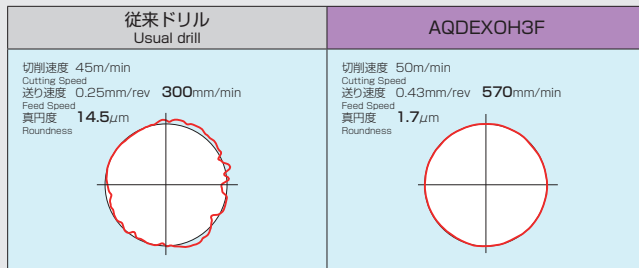 従来ドリル
Usual drill
切削速度 45m/min
Cutting Speed
送り速度 0.25mm/rev 300mm/min
Feed Speed
真円度 14.5μm
Roundness
AQDEXOH3F
切削速度 50m/min
Cutting Speed
送り速度 0.43mm/rev 570mm/min
Feed Speed
真円度 1.7μm
Roundness